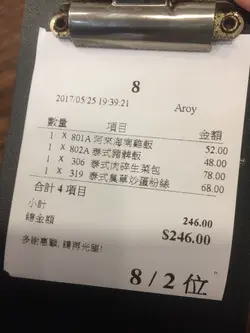 8
2017/05/25 19:39:21 Aroy
數量 項目 金額
1 X 801A 阿來海南雞飯 52.00
1 X 802A 泰式豬髀飯 48.00
1 X 306 泰式肉碎生菜包 78.00
1 X 319 泰式鳳草炒蛋粉絲 68.00
合計 4 項目
小計 246.00
總金額 $246.00
多謝惠顧, 請再光臨!
8 / 2 位